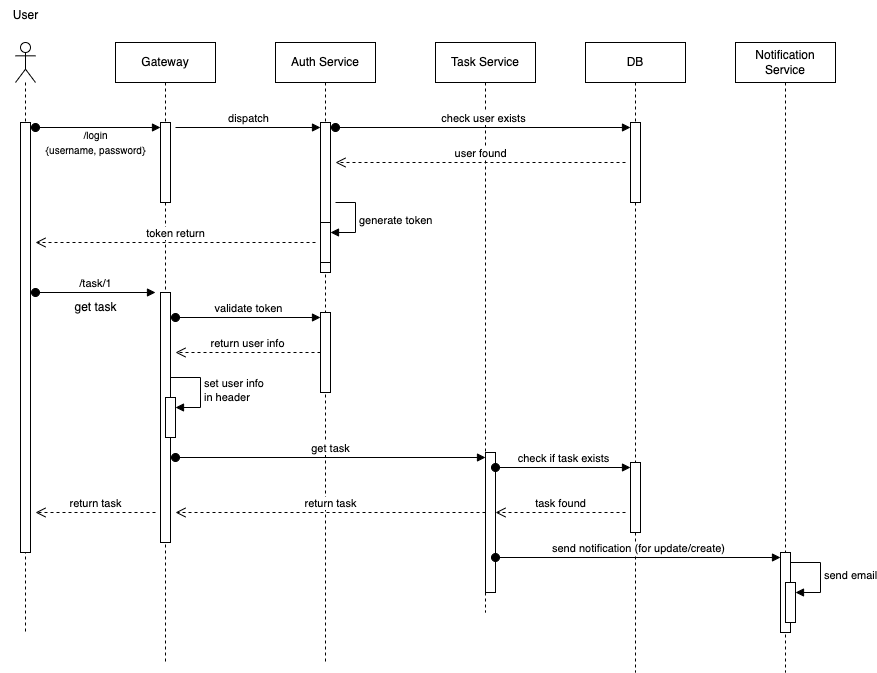 User
Gateway
Auth Service
Task Service
DB
Notification
Service
dispatch
check user exists
/login
{username, password}
user found
generate token
token return
/task/1
get task
validate token
return user info
set user info
in header
get task
check if task exists
return task
return task
task found
send notification (for update/create)
send email